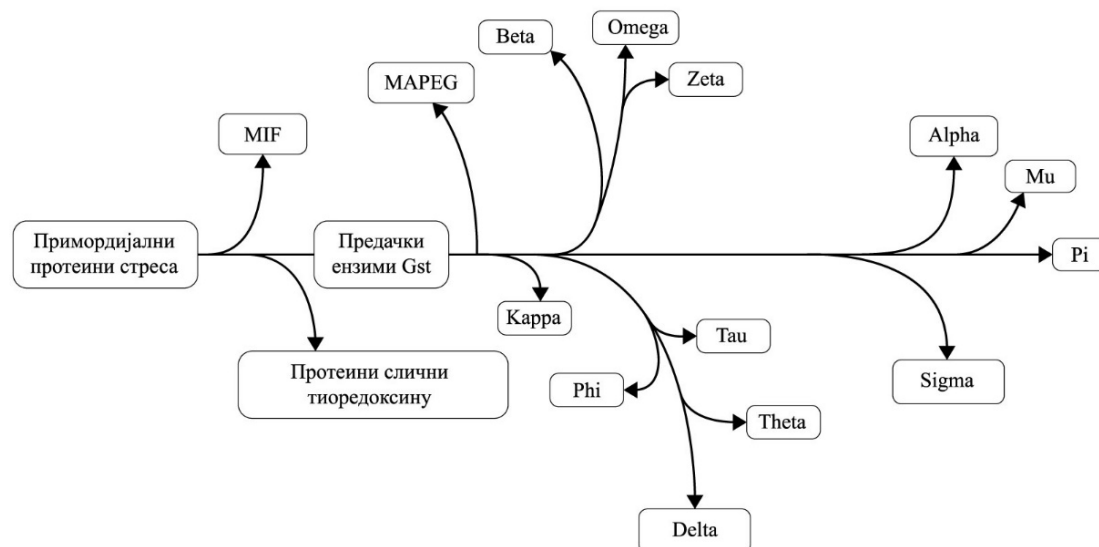 Beta
Omega
Zeta
MAPEG
MIF
Alpha
Mu
Примордијални
протеини стреса
Предачки
ензими Gst
Pi
Kappa
Tau
Протеини слични
тиоредоксину
Phi
Sigma
Theta
Delta